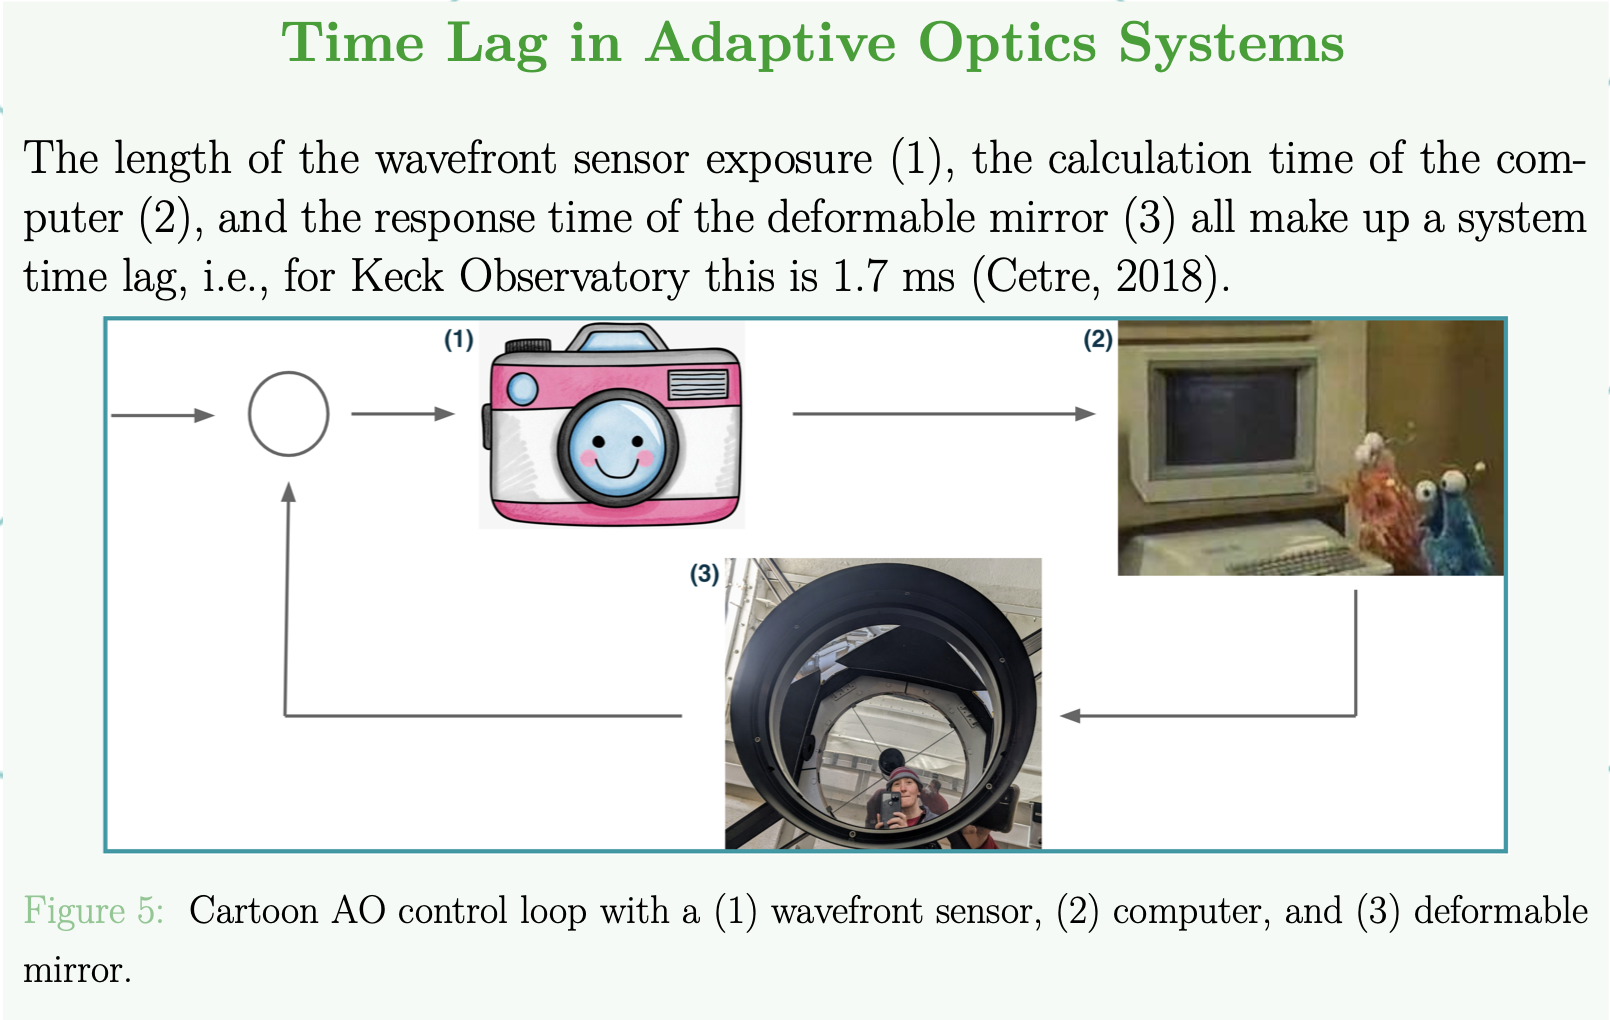 Time Lag in Adaptive Optics Systems
The length of the wavefront sensor exposure (1), the calculation time of the com-
puter (2), and the response time of the deformable mirror (3) all make up a system
time lag, i.e., for Keck Observatory this is 1.7 ms (Cetre, 2018).
(1)
(2)
(3)
Figure 5: Cartoon AO control loop with a (1) wavefront sensor, (2) computer, and (3) deformable
mirror.